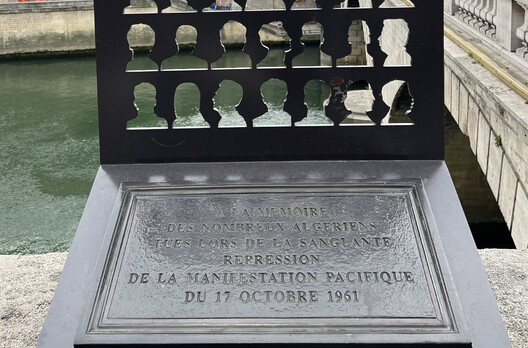 A LA MEMOIRE
DES NOMBREUX ALGERIENS
TUES LORS DE LA SANGLANTE
REPRESSION
DE LA MANIFESTATION PACIFIQUE
DU 17 OCTOBRE 1961